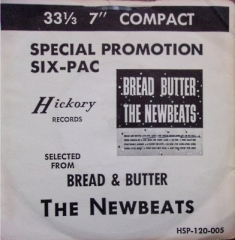 33⅓ 7" COMPACT
SPECIAL PROMOTION
SIX-PAC
Hickory
RECORDS
BREAD BUTTER
THE NEWBEATS
SELECTED
FROM
BREAD & BUTTER
THE NEWBEATS
HSP-120-005